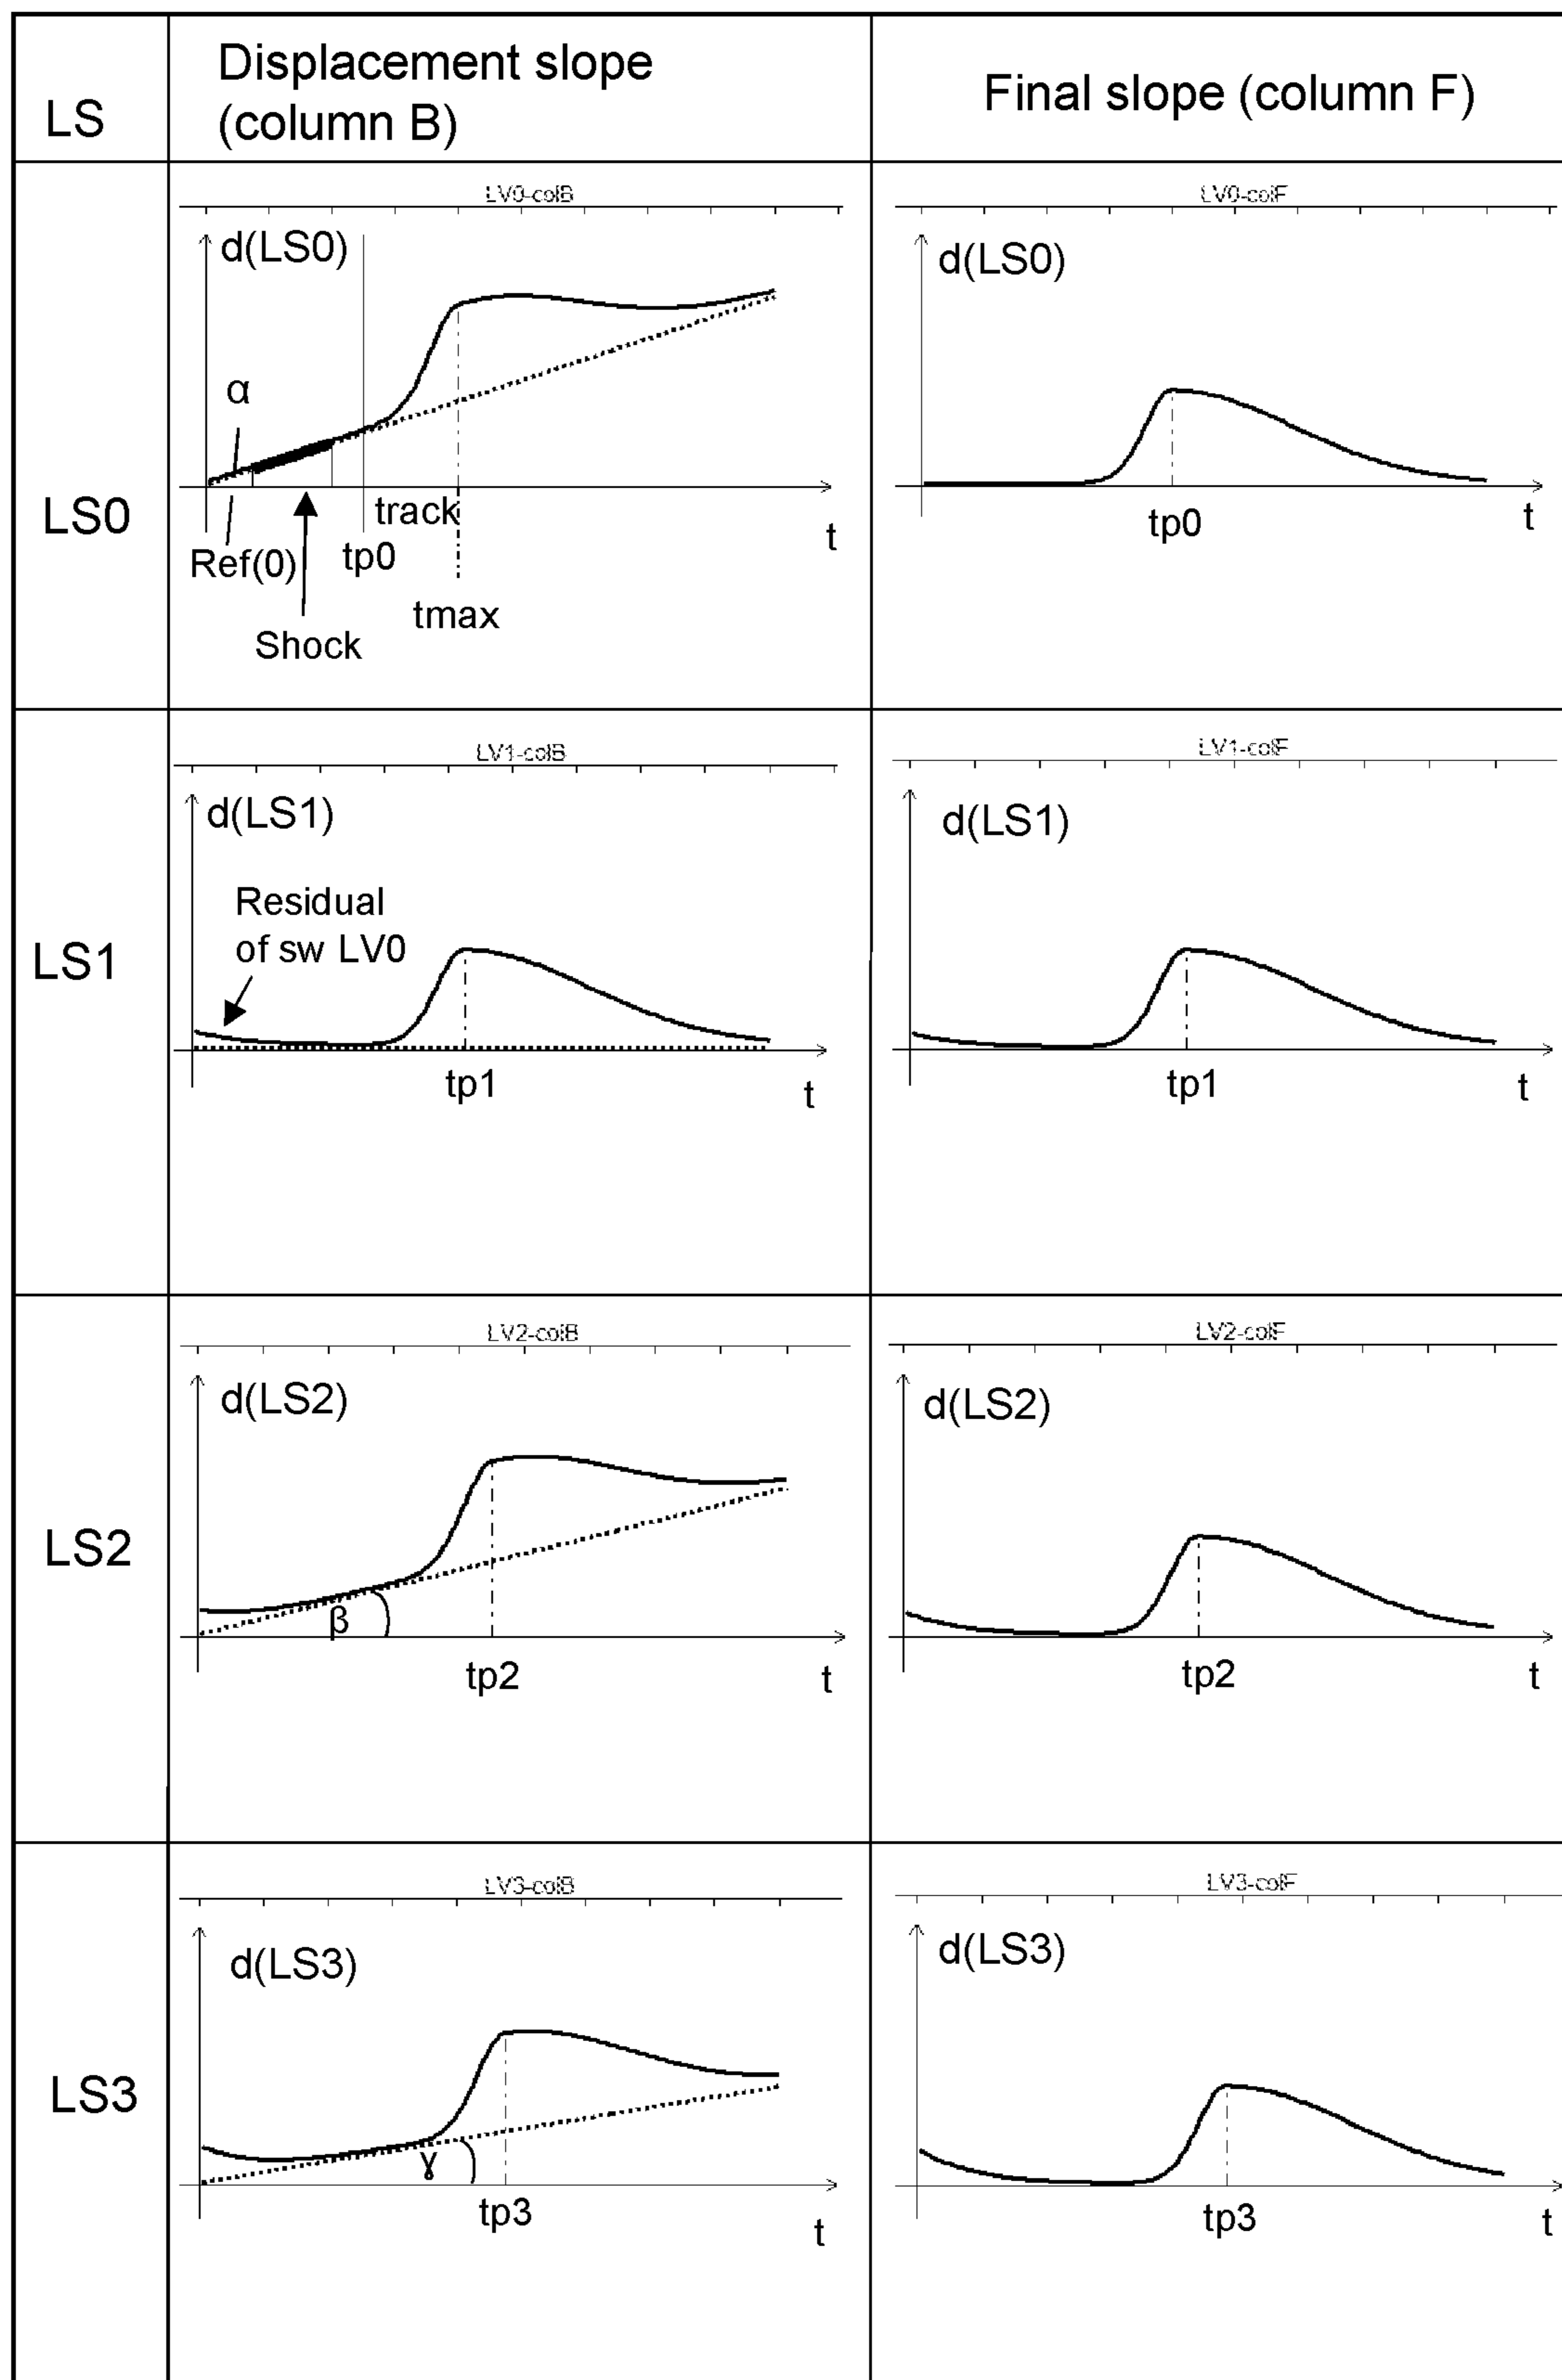 LS
Displacement slope
(column B)
Final slope (column F)
LS0
LV0-colB
d(LS0)
α
Ref(0)
Shock
track
tp0
tmax
t
LV0-colF
d(LS0)
tp0
t
LS1
LV1-colB
d(LS1)
Residual
of sw LV0
tp1
t
LV1-colF
d(LS1)
tp1
t
LS2
LV2-colB
d(LS2)
β
tp2
t
LV2-colF
d(LS2)
tp2
t
LS3
LV3-colB
d(LS3)
γ
tp3
t
LV3-colF
d(LS3)
tp3
t